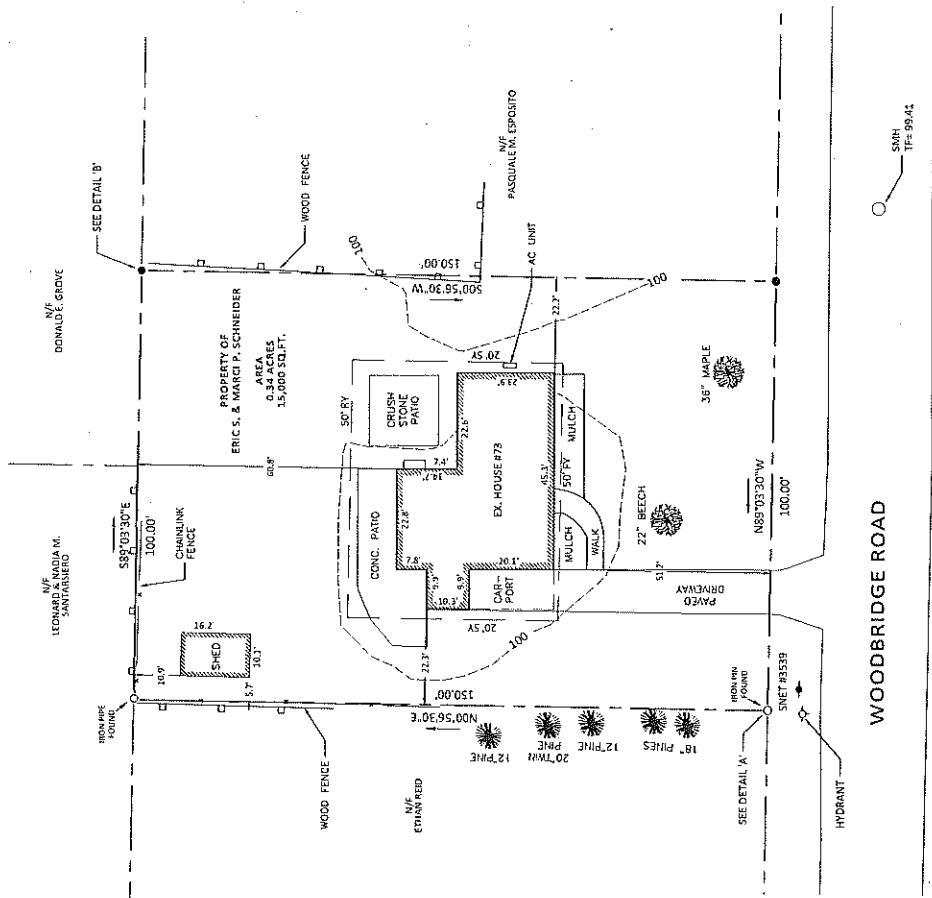 N/F
LEONARD & NADIA M.
SANTASIERO
N/F
DONALD E. GROVE
SEE DETAIL 'B'
WOOD FENCE
S89°03'30"E
100.00'
CHAINLINK
FENCE
IRON PIPE
FOUND
10.9'
16.2'
SHED
10.1'
5.7'
60.8'
PROPERTY OF
ERIC S. & MARCI P. SCHNEIDER
AREA
0.34 ACRES
15,000 SQ.FT.
100
150.00'
S00°56'30"W
N/F
PASQUALE M. ESPOSITO
AC UNIT
50' RY
CRUSH
STONE
PATIO
20' SY
CONC. PATIO
7.4'
22.6'
23.9'
22.8'
7.8'
9.9'
9.9'
10.3'
EX. HOUSE #73
45.3'
20.1'
CAR-
PORT
20' SY
22.3'
22.7'
100
100
MULCH
50' FY
MULCH
WALK
WOOD FENCE
N/F
ETHAN REID
N00°56'30"E
150.00'
12"PINE
20"TWIN
PINE
12"PINE
18" PINES
22" BEECH
36" MAPLE
PAVED
DRIVEWAY
N89°03'30"W
100.00'
IRON PIN
FOUND
SEE DETAIL 'A'
SNET #3539
HYDRANT
WOODBRIDGE ROAD
SMH
TF= 99.41